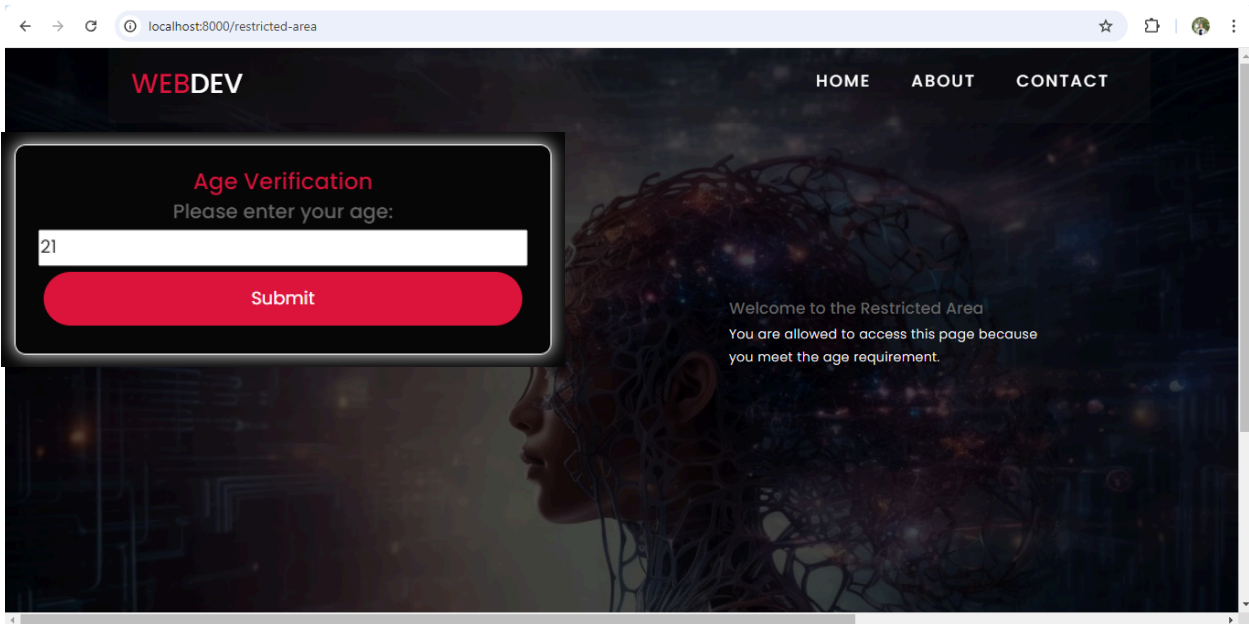 localhost:8000/restricted-area
WEBDEV
HOME ABOUT CONTACT
Age Verification
Please enter your age:
21
Submit
Welcome to the Restricted Area
You are allowed to access this page because
you meet the age requirement.